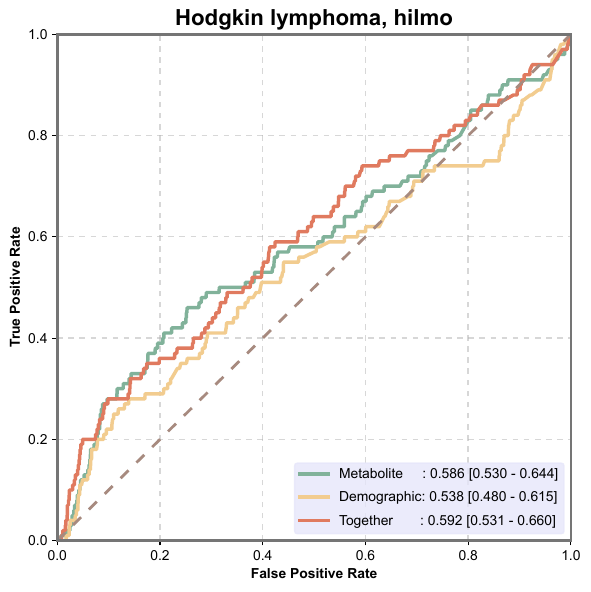 Hodgkin lymphoma, hilmo
True Positive Rate
1.0
0.8
0.6
0.4
0.2
0.0
Metabolite : 0.586 [0.530 - 0.644]
Demographic: 0.538 [0.480 - 0.615]
Together : 0.592 [0.531 - 0.660]
0.0 0.2 0.4 0.6 0.8 1.0
False Positive Rate